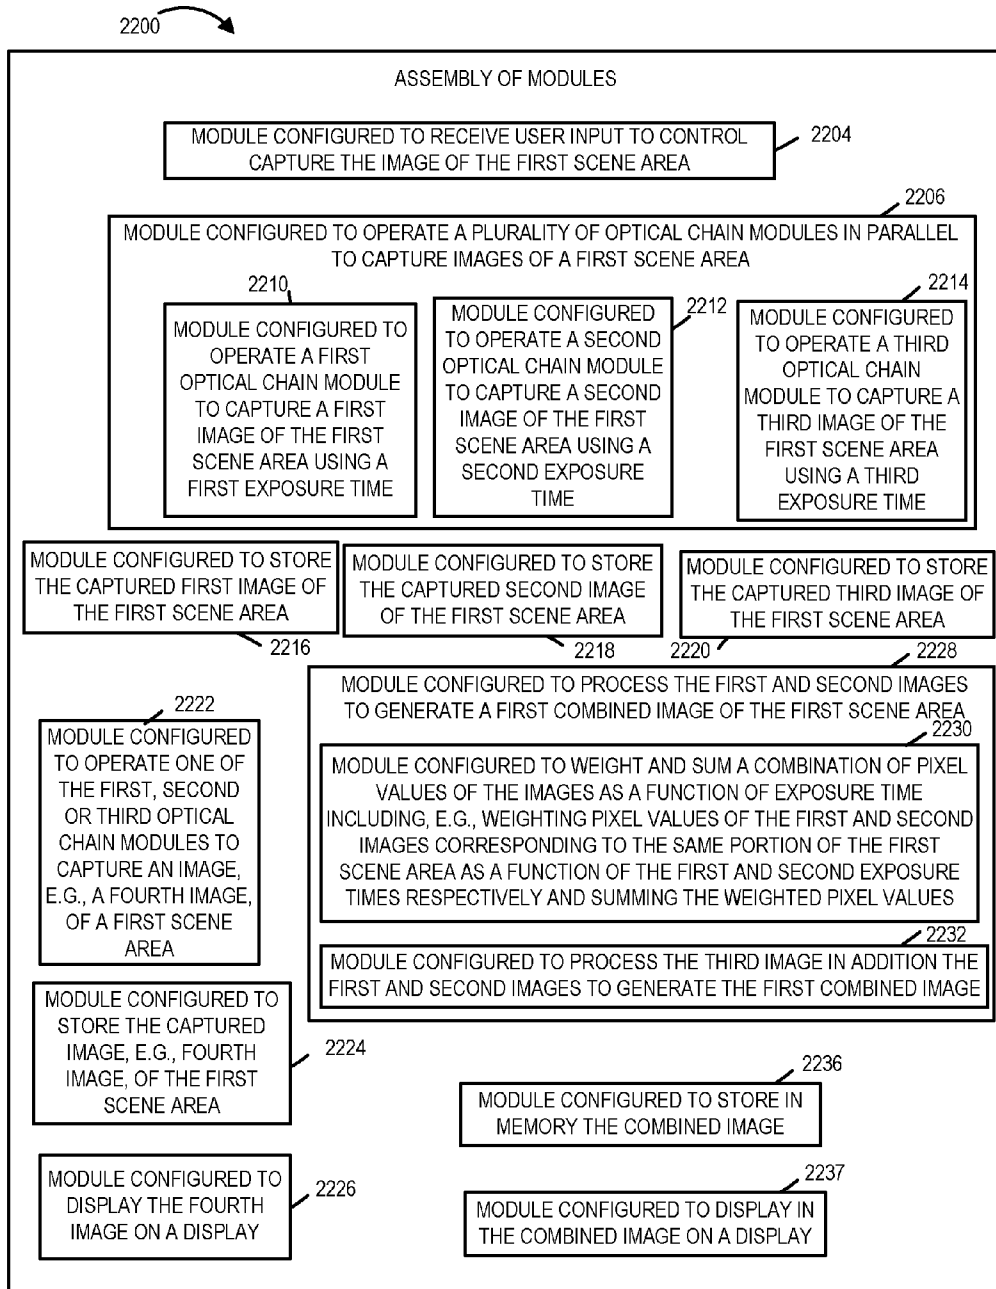 2200
ASSEMBLY OF MODULES
MODULE CONFIGURED TO RECEIVE USER INPUT TO CONTROL
CAPTURE THE IMAGE OF THE FIRST SCENE AREA
2204
2206
MODULE CONFIGURED TO OPERATE A PLURALITY OF OPTICAL CHAIN MODULES IN PARALLEL
TO CAPTURE IMAGES OF A FIRST SCENE AREA
2210
MODULE CONFIGURED TO
OPERATE A FIRST
OPTICAL CHAIN MODULE
TO CAPTURE A FIRST
IMAGE OF THE FIRST
SCENE AREA USING A
FIRST EXPOSURE TIME
2212
MODULE CONFIGURED
TO OPERATE A SECOND
OPTICAL CHAIN MODULE
TO CAPTURE A SECOND
IMAGE OF THE FIRST
SCENE AREA USING A
SECOND EXPOSURE
TIME
2214
MODULE CONFIGURED
TO OPERATE A THIRD
OPTICAL CHAIN
MODULE TO CAPTURE A
THIRD IMAGE OF THE
FIRST SCENE AREA
USING A THIRD
EXPOSURE TIME
MODULE CONFIGURED TO STORE
THE CAPTURED FIRST IMAGE OF
THE FIRST SCENE AREA
2216
MODULE CONFIGURED TO STORE
THE CAPTURED SECOND IMAGE
OF THE FIRST SCENE AREA
2218
MODULE CONFIGURED TO STORE
THE CAPTURED THIRD IMAGE OF
THE FIRST SCENE AREA
2220
2228
MODULE CONFIGURED TO PROCESS THE FIRST AND SECOND IMAGES
TO GENERATE A FIRST COMBINED IMAGE OF THE FIRST SCENE AREA
2230
MODULE CONFIGURED TO WEIGHT AND SUM A COMBINATION OF PIXEL
VALUES OF THE IMAGES AS A FUNCTION OF EXPOSURE TIME
INCLUDING, E.G., WEIGHTING PIXEL VALUES OF THE FIRST AND SECOND
IMAGES CORRESPONDING TO THE SAME PORTION OF THE FIRST
SCENE AREA AS A FUNCTION OF THE FIRST AND SECOND EXPOSURE
TIMES RESPECTIVELY AND SUMMING THE WEIGHTED PIXEL VALUES
2232
MODULE CONFIGURED TO PROCESS THE THIRD IMAGE IN ADDITION THE
FIRST AND SECOND IMAGES TO GENERATE THE FIRST COMBINED IMAGE
2222
MODULE CONFIGURED
TO OPERATE ONE OF
THE FIRST, SECOND
OR THIRD OPTICAL
CHAIN MODULES TO
CAPTURE AN IMAGE,
E.G., A FOURTH IMAGE,
OF A FIRST SCENE
AREA
MODULE CONFIGURED TO
STORE THE CAPTURED
IMAGE, E.G., FOURTH
IMAGE, OF THE FIRST
SCENE AREA
2224
MODULE CONFIGURED TO
DISPLAY THE FOURTH
IMAGE ON A DISPLAY
2226
2236
MODULE CONFIGURED TO STORE IN
MEMORY THE COMBINED IMAGE
2237
MODULE CONFIGURED TO DISPLAY IN
THE COMBINED IMAGE ON A DISPLAY